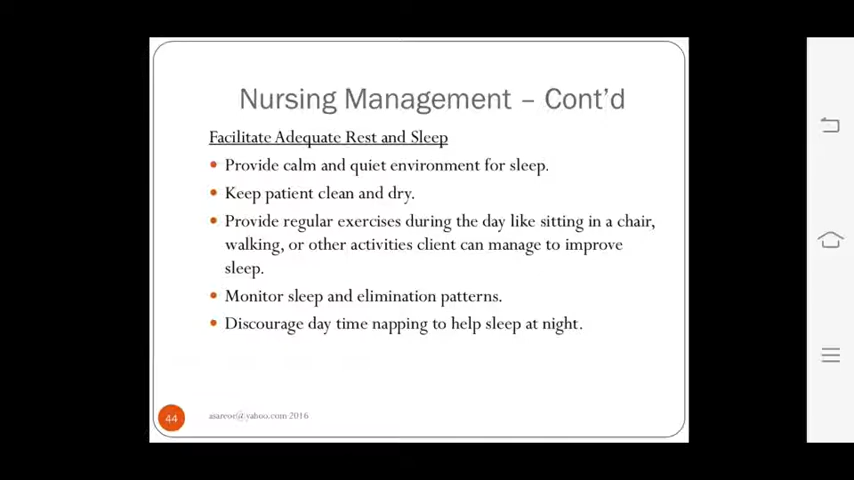 Nursing Management – Cont'd
Facilitate Adequate Rest and Sleep
• Provide calm and quiet environment for sleep.
• Keep patient clean and dry.
• Provide regular exercises during the day like sitting in a chair,
walking, or other activities client can manage to improve
sleep.
• Monitor sleep and elimination patterns.
• Discourage day time napping to help sleep at night.
44
asareor@yahoo.com 2016